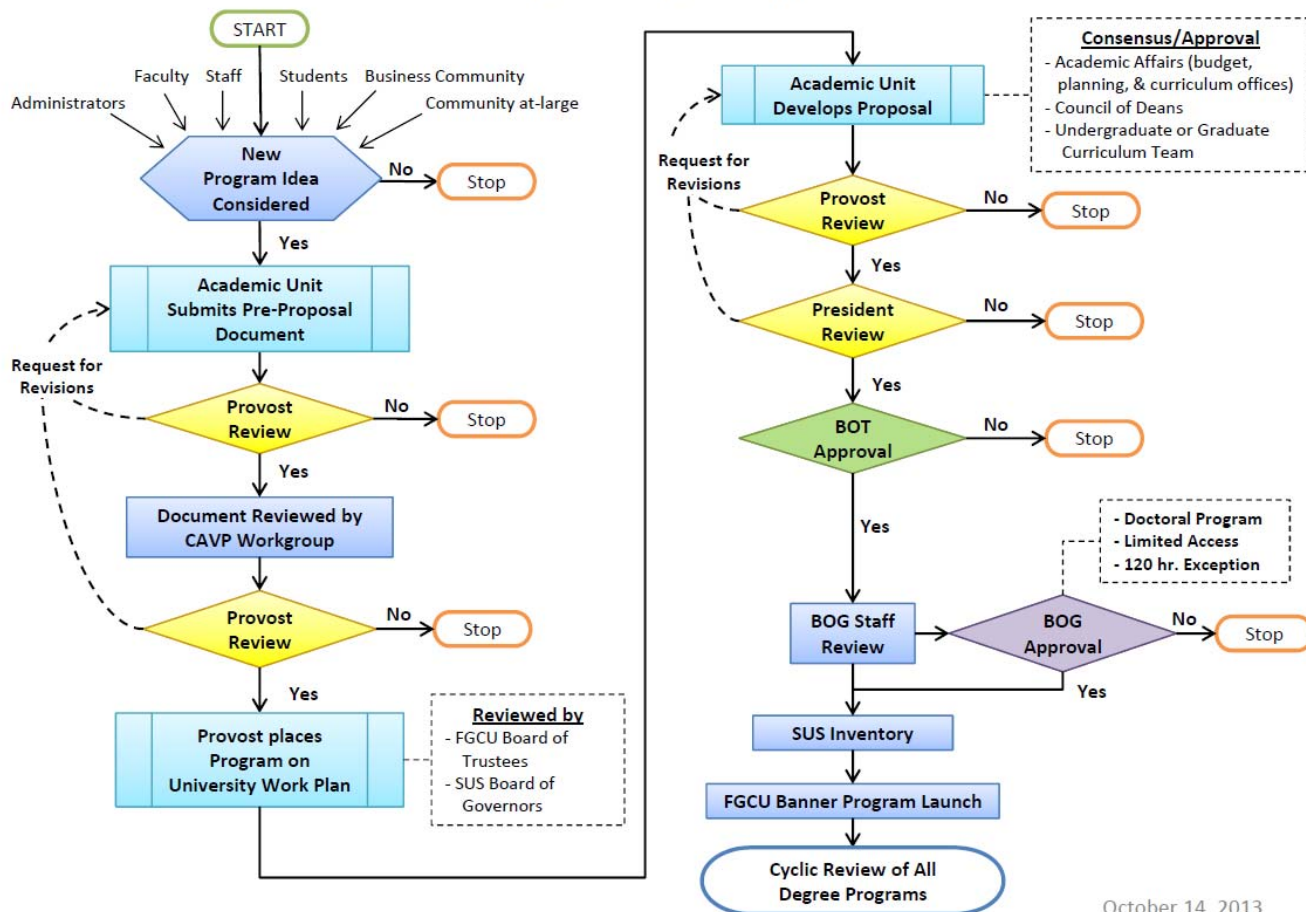 START
Faculty
Staff
Students
Business Community
Administrators
Community at-large
New
Program Idea
Considered
No
Stop
Yes
Academic Unit
Submits Pre-Proposal
Document
Request for
Revisions
Provost
Review
No
Stop
Yes
Document Reviewed by
CAVP Workgroup
Provost
Review
No
Stop
Yes
Provost places
Program on
University Work Plan
Reviewed by
- FGCU Board of
Trustees
- SUS Board of
Governors
Academic Unit
Develops Proposal
Consensus/Approval
- Academic Affairs (budget,
planning, & curriculum offices)
- Council of Deans
- Undergraduate or Graduate
Curriculum Team
Request for
Revisions
Provost
Review
No
Stop
Yes
President
Review
No
Stop
Yes
BOT
Approval
No
Stop
Yes
- Doctoral Program
- Limited Access
- 120 hr. Exception
BOG Staff
Review
BOG
Approval
No
Stop
Yes
SUS Inventory
FGCU Banner Program Launch
Cyclic Review of All
Degree Programs
October 14, 2013